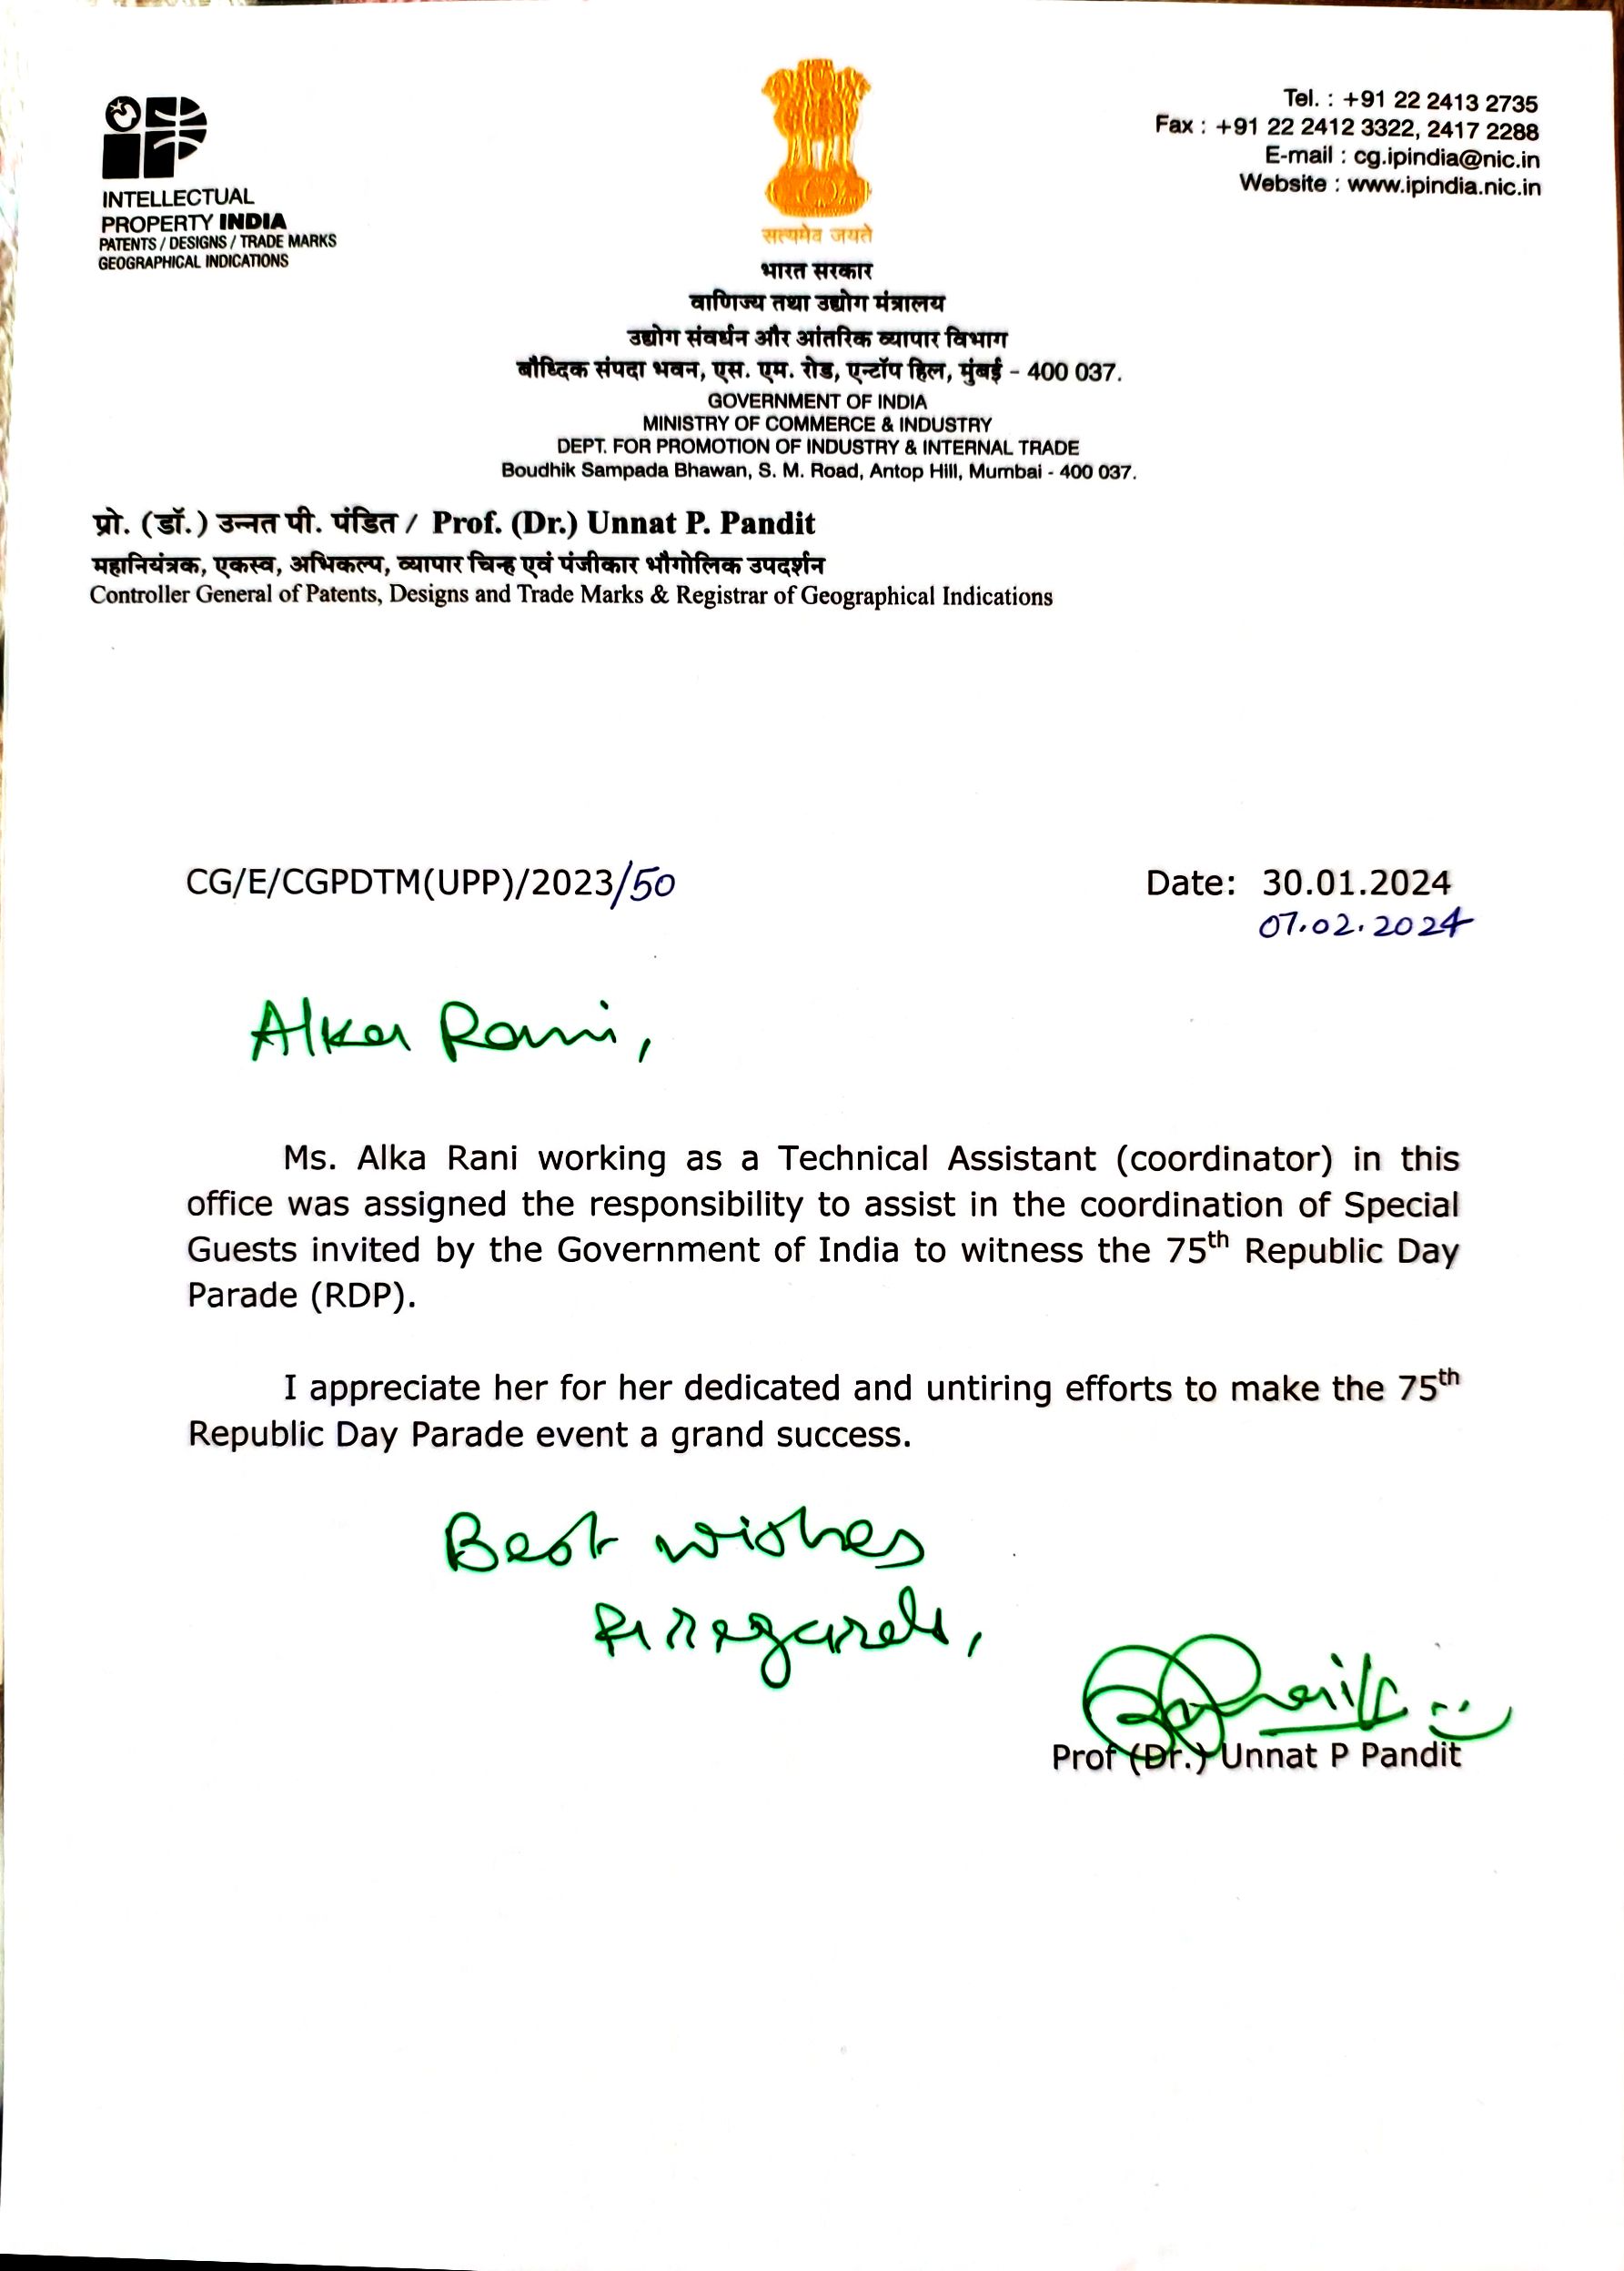 INTELLECTUAL
PROPERTY INDIA
PATENTS / DESIGNS / TRADE MARKS
GEOGRAPHICAL INDICATIONS
Tel. : +91 22 2413 2735
Fax : +91 22 2412 3322, 2417 2288
E-mail : cg.ipindia@nic.in
Website : www.ipindia.nic.in
सत्यमेव जयते
भारत सरकार
वाणिज्य तथा उद्योग मंत्रालय
उद्योग संवर्धन और आंतरिक व्यापार विभाग
बौध्दिक संपदा भवन, एस. एम. रोड, एन्टॉप हिल, मुंबई - 400 037.
GOVERNMENT OF INDIA
MINISTRY OF COMMERCE & INDUSTRY
DEPT. FOR PROMOTION OF INDUSTRY & INTERNAL TRADE
Boudhik Sampada Bhawan, S. M. Road, Antop Hill, Mumbai - 400 037.
प्रो. (डॉ.) उन्नत पी. पंडित / Prof. (Dr.) Unnat P. Pandit
महानियंत्रक, एकस्व, अभिकल्प, व्यापार चिन्ह एवं पंजीकार भौगोलिक उपदर्शन
Controller General of Patents, Designs and Trade Marks & Registrar of Geographical Indications
CG/E/CGPDTM(UPP)/2023/50 Date: 30.01.2024
07.02.2024
Alka Rani,
Ms. Alka Rani working as a Technical Assistant (coordinator) in this
office was assigned the responsibility to assist in the coordination of Special
Guests invited by the Government of India to witness the 75th Republic Day
Parade (RDP).
I appreciate her for her dedicated and untiring efforts to make the 75th
Republic Day Parade event a grand success.
Best wishes
regards,
Prof (Dr.) Unnat P Pandit